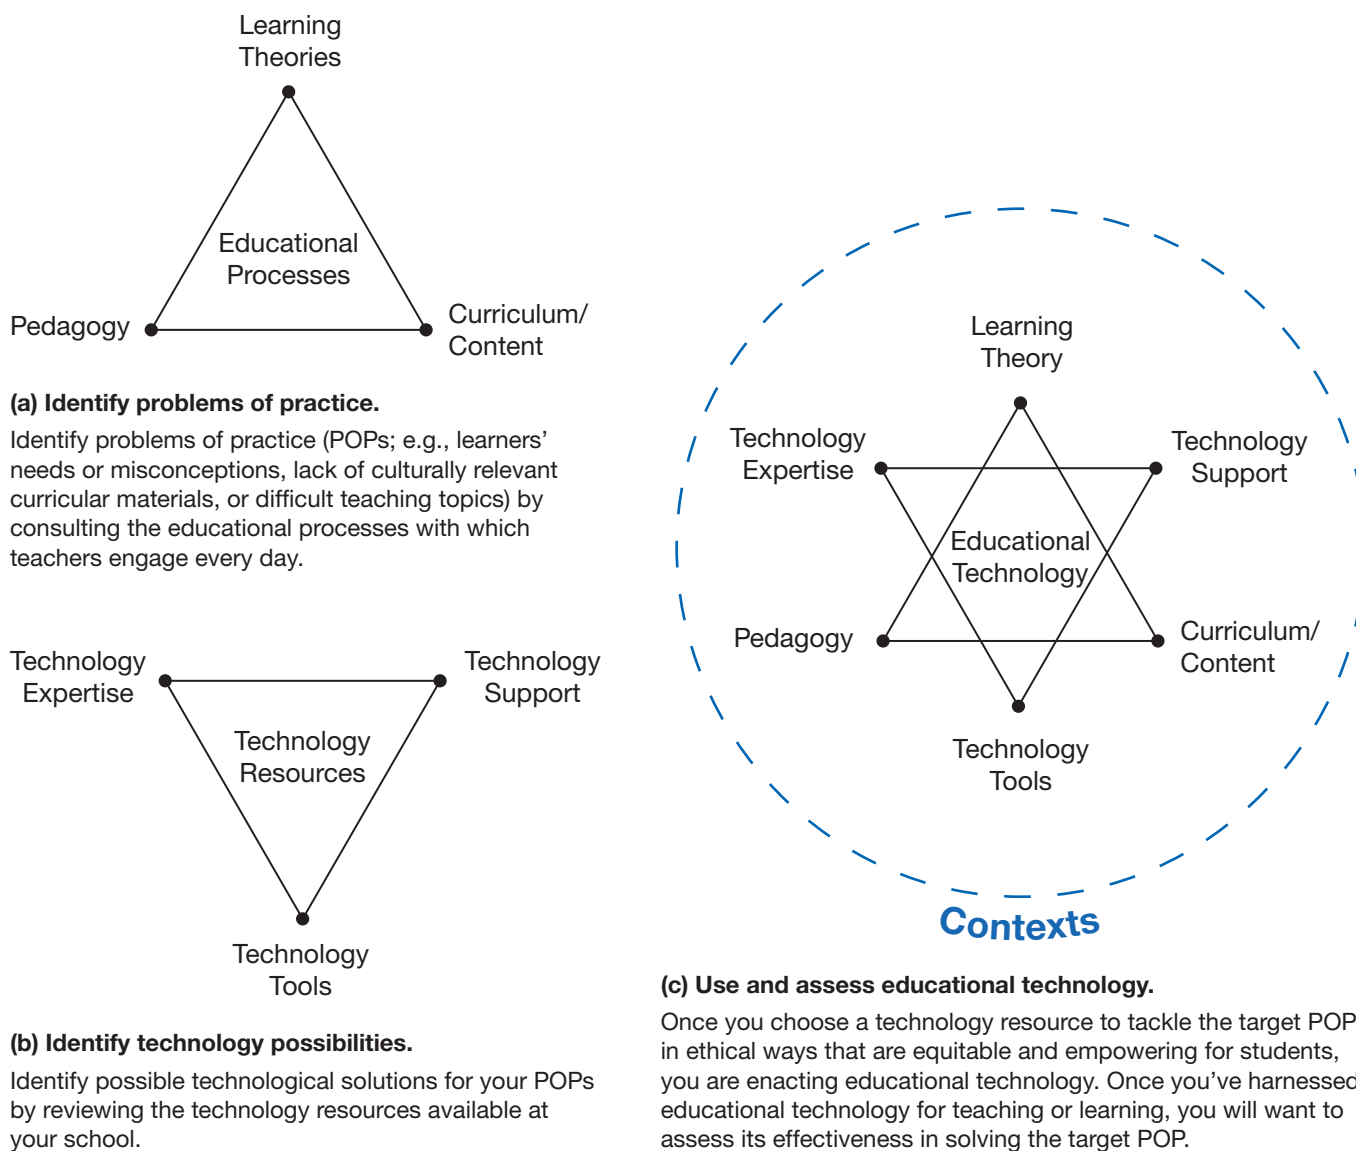 Learning
Theories
Educational
Processes
Pedagogy
Curriculum/
Content
(a) Identify problems of practice.
Identify problems of practice (POPs; e.g., learners’
needs or misconceptions, lack of culturally relevant
curricular materials, or difficult teaching topics) by
consulting the educational processes with which
teachers engage every day.
Technology
Expertise
Technology
Support
Technology
Resources
Technology
Tools
(b) Identify technology possibilities.
Identify possible technological solutions for your POPs
by reviewing the technology resources available at
your school.
Learning
Theory
Technology
Expertise
Technology
Support
Educational
Technology
Pedagogy
Curriculum/
Content
Technology
Tools
Contexts
(c) Use and assess educational technology.
Once you choose a technology resource to tackle the target POP
in ethical ways that are equitable and empowering for students,
you are enacting educational technology. Once you’ve harnessed
educational technology for teaching or learning, you will want to
assess its effectiveness in solving the target POP.